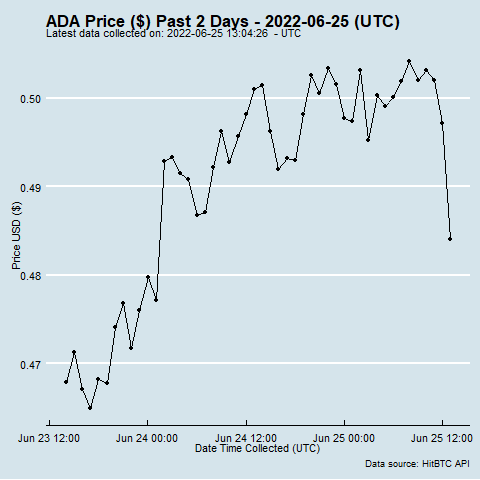 ADA Price ($) Past 2 Days - 2022-06-25 (UTC)
Latest data collected on: 2022-06-25 13:04:26  - UTC
0.50
0.49
0.48
0.47
Price USD ($)
Jun 23 12:00 Jun 24 00:00 Jun 24 12:00 Jun 25 00:00 Jun 25 12:00
Date Time Collected (UTC)
Data source: HitBTC API